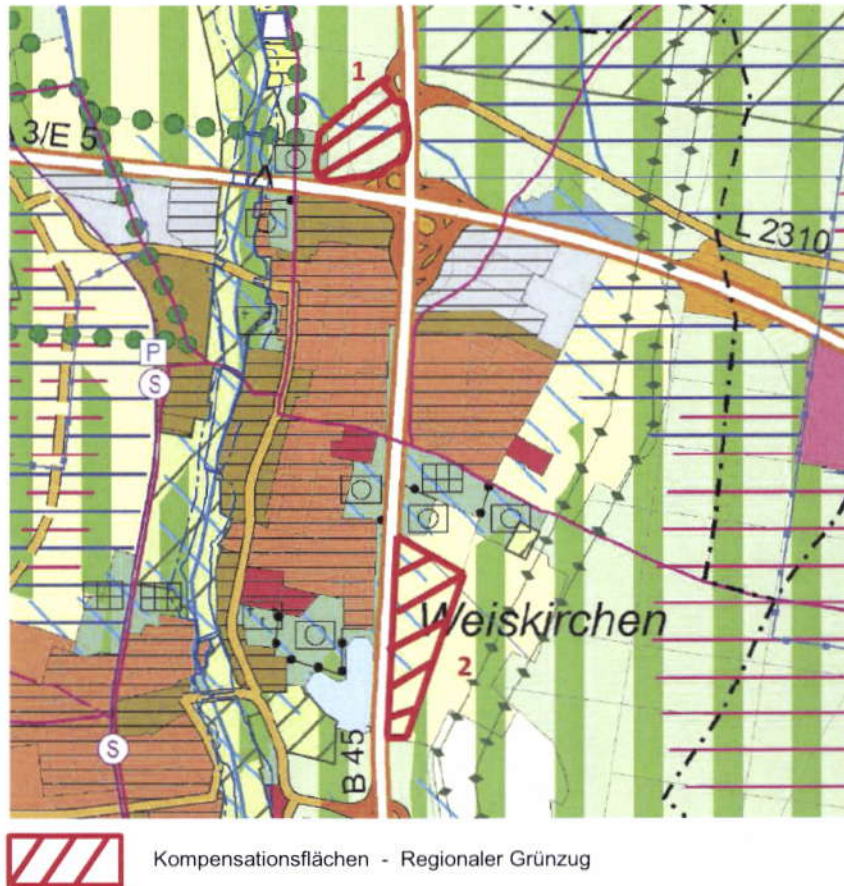 1
3/E 5
L 2310
P
S
Weiskirchen
2
S
B 45
Kompensationsflächen - Regionaler Grünzug